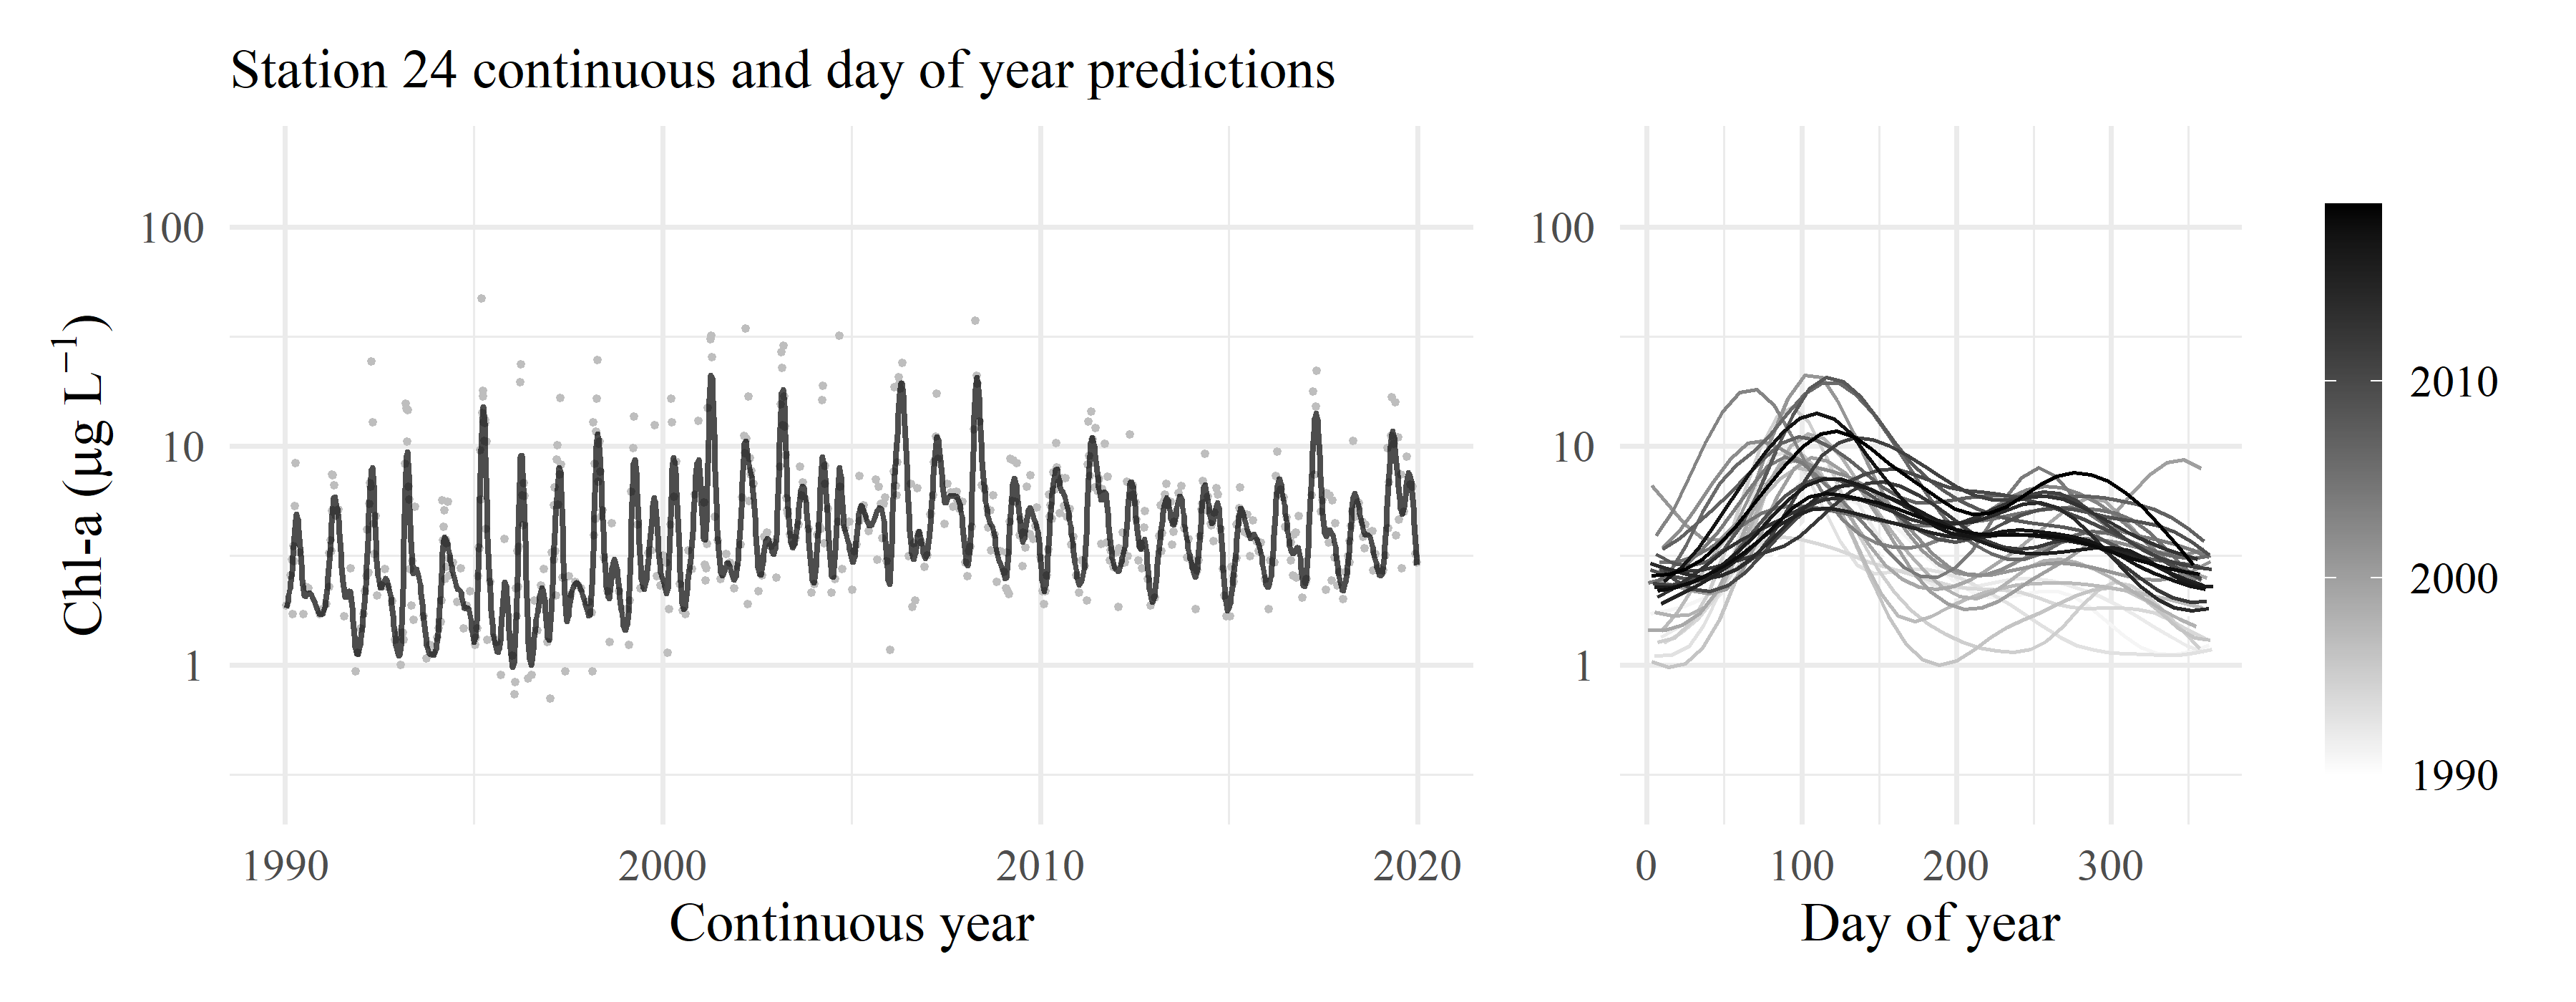 Station 24 continuous and day of year predictions
Chl-a (µg L⁻¹)
100
10
1
1990 2000 2010 2020
Continuous year
100
10
1
0 100 200 300
Day of year
2010
2000
1990